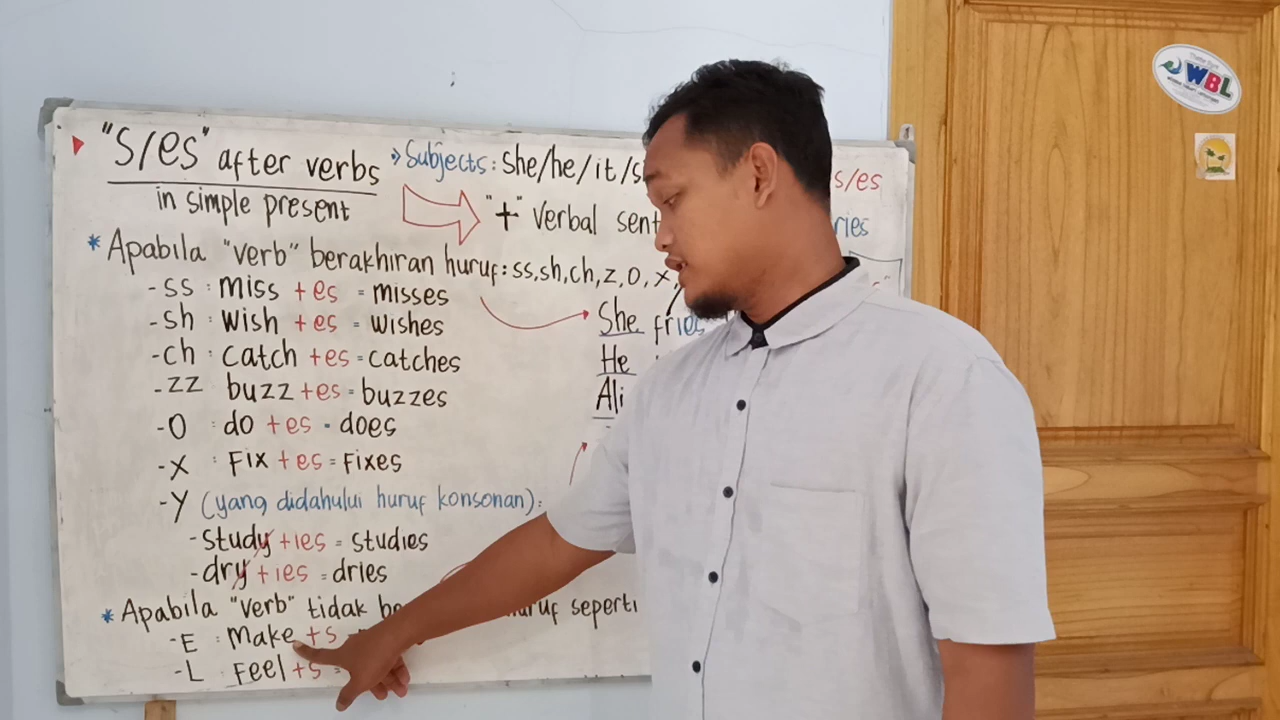 "S/es" after verbs
in simple present
Subjects: she/he/it/
"+" Verbal
s/es
* Apabila "verb" berakhiran huruf: ss, sh, ch, z, o, x,
- ss : miss +es = misses
- sh : wish +es = wishes
- ch : catch +es = catches
- zz buzz +es = buzzes
- O : do +es = does
- X : Fix +es = Fixes
- Y (yang didahului huruf konsonan):
- study +ies = studies
- dry +ies = dries
She fries
He
Ali
* Apabila "verb" tidak huruf seperti
- E : Make +s
- L Feel +s
WBL